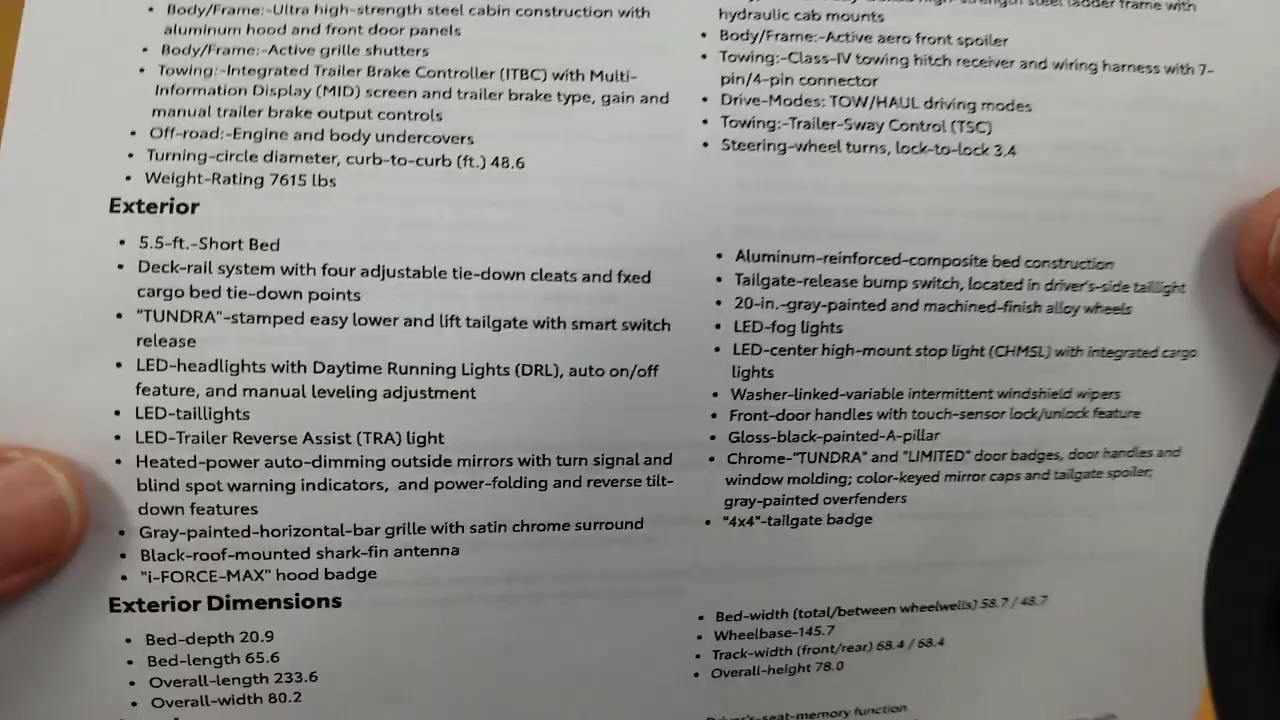 • Body/Frame:-Ultra high-strength steel cabin construction with
aluminum hood and front door panels
• Body/Frame:-Active grille shutters
• Towing:-Integrated Trailer Brake Controller (ITBC) with Multi-
Information Display (MID) screen and trailer brake type, gain and
manual trailer brake output controls
• Off-road:-Engine and body undercovers
• Turning-circle diameter, curb-to-curb (ft.) 48.6
• Weight-Rating 7615 lbs
steel ladder frame with
hydraulic cab mounts
• Body/Frame:-Active aero front spoiler
• Towing:-Class-IV towing hitch receiver and wiring harness with 7-
pin/4-pin connector
• Drive-Modes: TOW/HAUL driving modes
• Towing:-Trailer-Sway Control (TSC)
• Steering-wheel turns, lock-to-lock 3.4
Exterior
• 5.5-ft.-Short Bed
• Deck-rail system with four adjustable tie-down cleats and fxed
cargo bed tie-down points
• "TUNDRA"-stamped easy lower and lift tailgate with smart switch
release
• LED-headlights with Daytime Running Lights (DRL), auto on/off
feature, and manual leveling adjustment
• LED-taillights
• LED-Trailer Reverse Assist (TRA) light
• Heated-power auto-dimming outside mirrors with turn signal and
blind spot warning indicators, and power-folding and reverse tilt-
down features
• Gray-painted-horizontal-bar grille with satin chrome surround
• Black-roof-mounted shark-fin antenna
• "i-FORCE-MAX" hood badge
• Aluminum-reinforced-composite bed construction
• Tailgate-release bump switch, located in driver's-side taillight
• 20-in.-gray-painted and machined-finish alloy wheels
• LED-fog lights
• LED-center high-mount stop light (CHMSL) with integrated cargo
lights
• Washer-linked-variable intermittent windshield wipers
• Front-door handles with touch-sensor lock/unlock feature
• Gloss-black-painted-A-pillar
• Chrome-"TUNDRA" and "LIMITED" door badges, door handles and
window molding; color-keyed mirror caps and tailgate spoiler;
gray-painted overfenders
• "4x4"-tailgate badge
Exterior Dimensions
• Bed-depth 20.9
• Bed-length 65.6
• Overall-length 233.6
• Overall-width 80.2
• Bed-width (total/between wheelwells) 58.7 / 48.7
• Wheelbase-145.7
• Track-width (front/rear) 68.4 / 68.4
• Overall-height 78.0
Driver's-seat-memory function